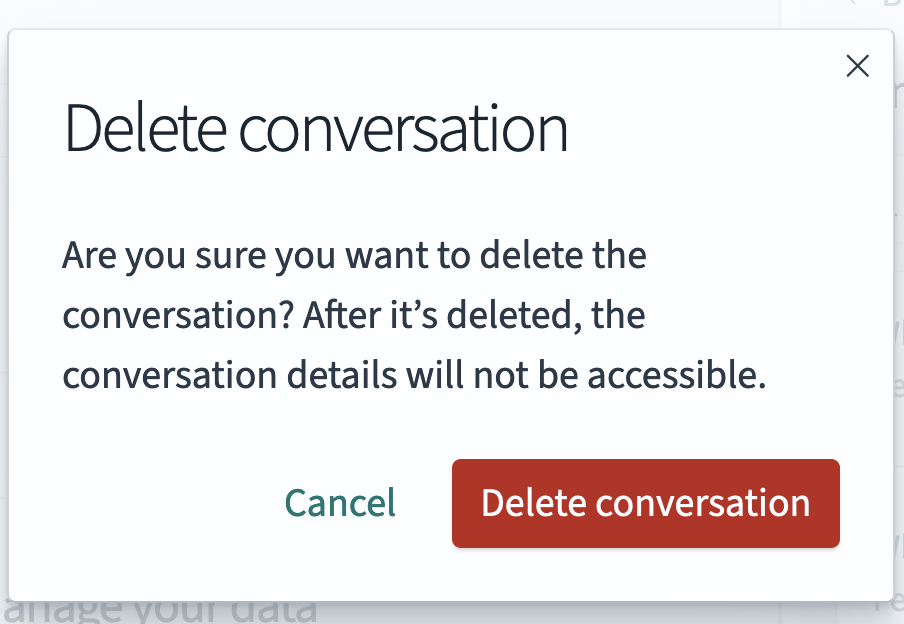 Delete conversation
Are you sure you want to delete the
conversation? After it’s deleted, the
conversation details will not be accessible.
Cancel
Delete conversation
anage your data